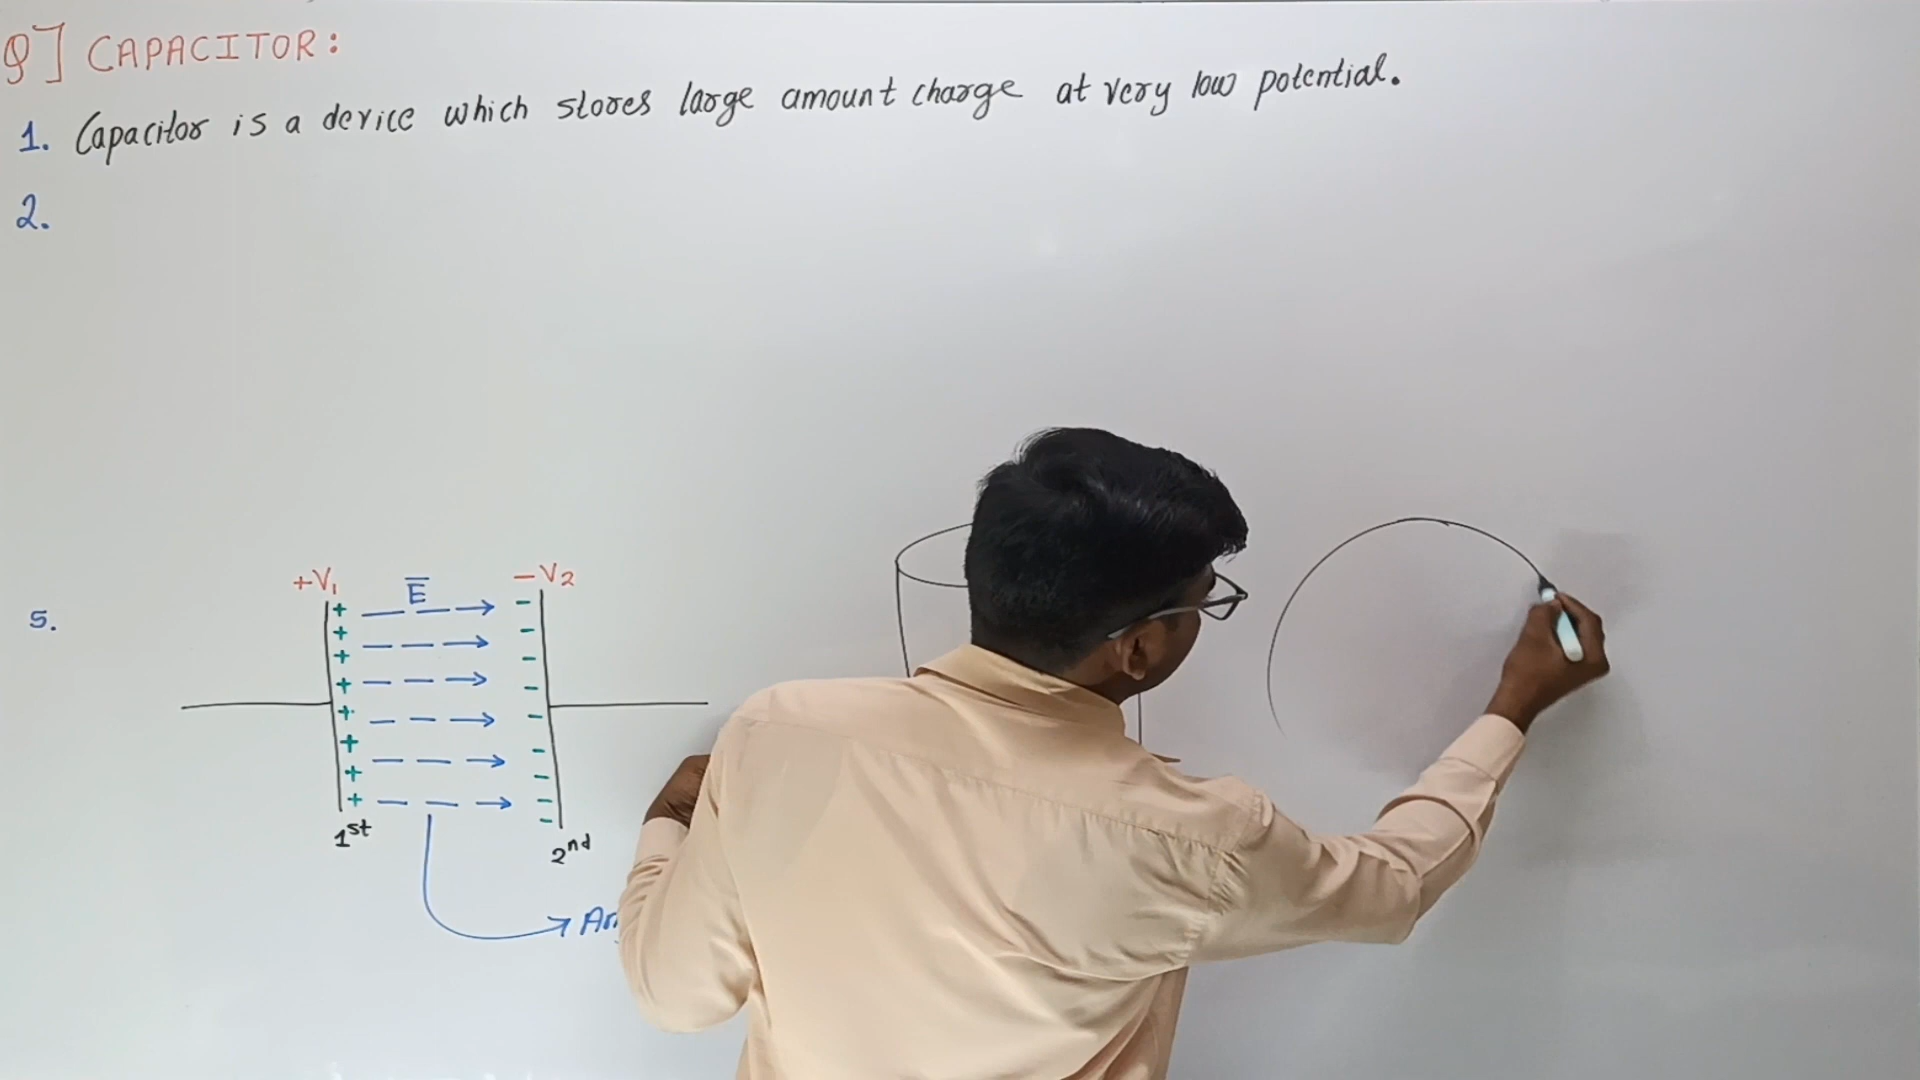 Q] CAPACITOR:
1. Capacitor is a device which stores large amount charge at very low potential.
2.
+V₁ E̅ −V₂
5.
1st
2nd